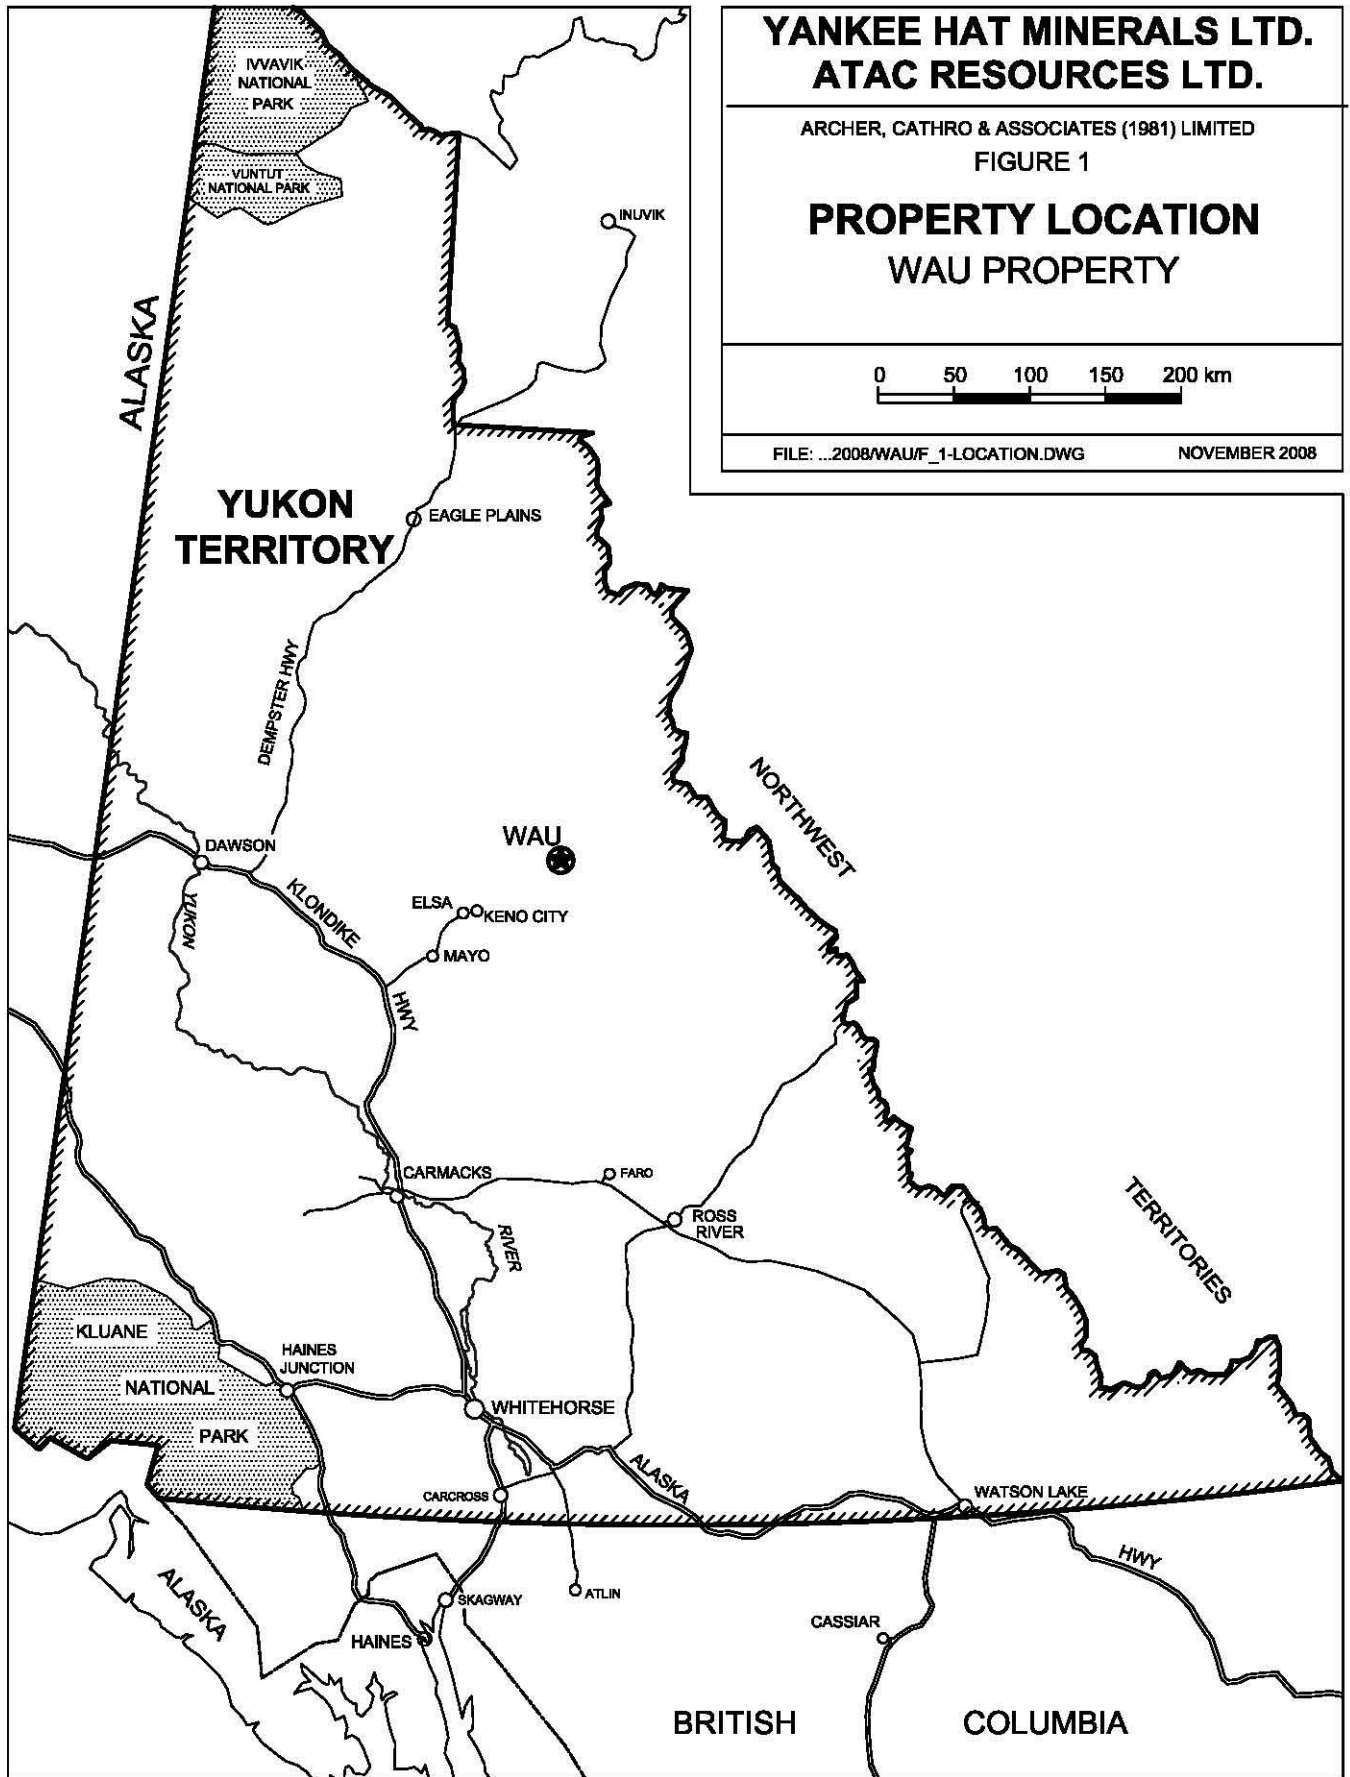 YANKEE HAT MINERALS LTD.
ATAC RESOURCES LTD.
ARCHER, CATHRO & ASSOCIATES (1981) LIMITED
FIGURE 1
PROPERTY LOCATION
WAU PROPERTY
0 50 100 150 200 km
FILE: ...2008/WAU/F_1-LOCATION.DWG NOVEMBER 2008
IVVAVIK
NATIONAL
PARK
VUNTUT
NATIONAL PARK
INUVIK
ALASKA
YUKON
TERRITORY
EAGLE PLAINS
DEMPSTER HWY
NORTHWEST
WAU
DAWSON
KLONDIKE
YUKON
ELSA
KENO CITY
MAYO
HWY
CARMACKS
FARO
ROSS
RIVER
RIVER
TERRITORIES
KLUANE
HAINES
JUNCTION
NATIONAL
WHITEHORSE
PARK
ALASKA
CARCROSS
WATSON LAKE
HWY
ALASKA
SKAGWAY
ATLIN
HAINES
CASSIAR
BRITISH COLUMBIA